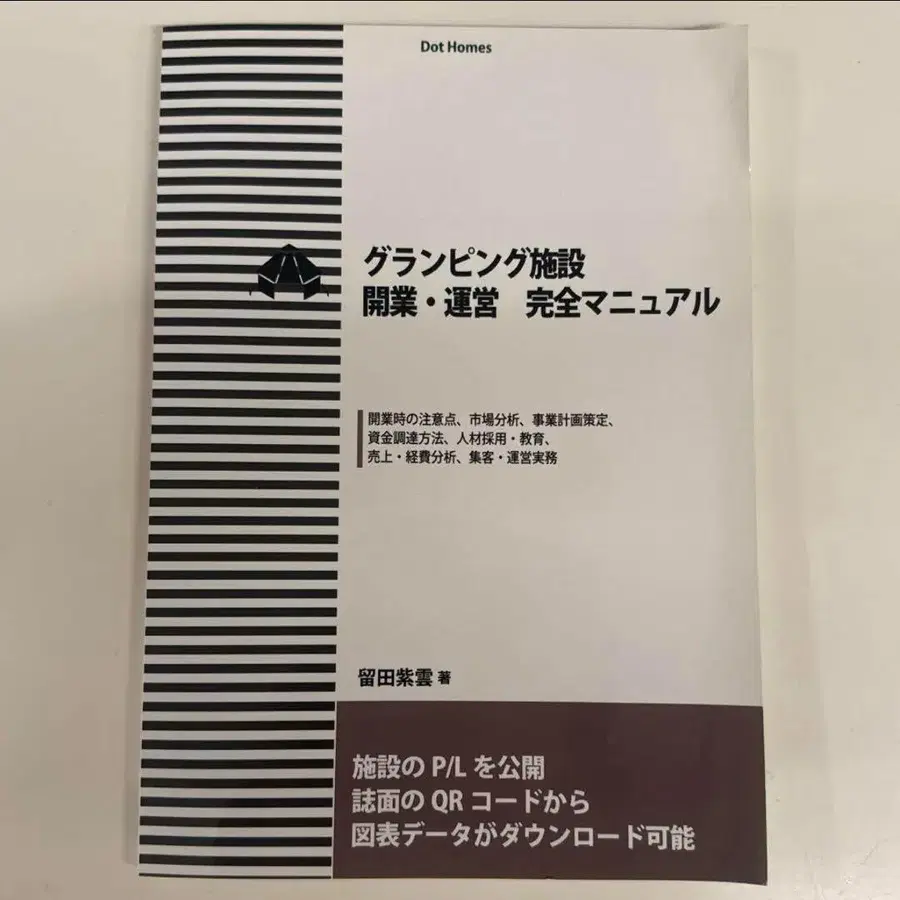 Dot Homes
グランピング施設
開業・運営　完全マニュアル
開業時の注意点、市場分析、事業計画策定、
資金調達方法、人材採用・教育、
売上・経費分析、集客・運営実務
留田紫雲 著
施設の P/L を公開
誌面の QR コードから
図表データがダウンロード可能